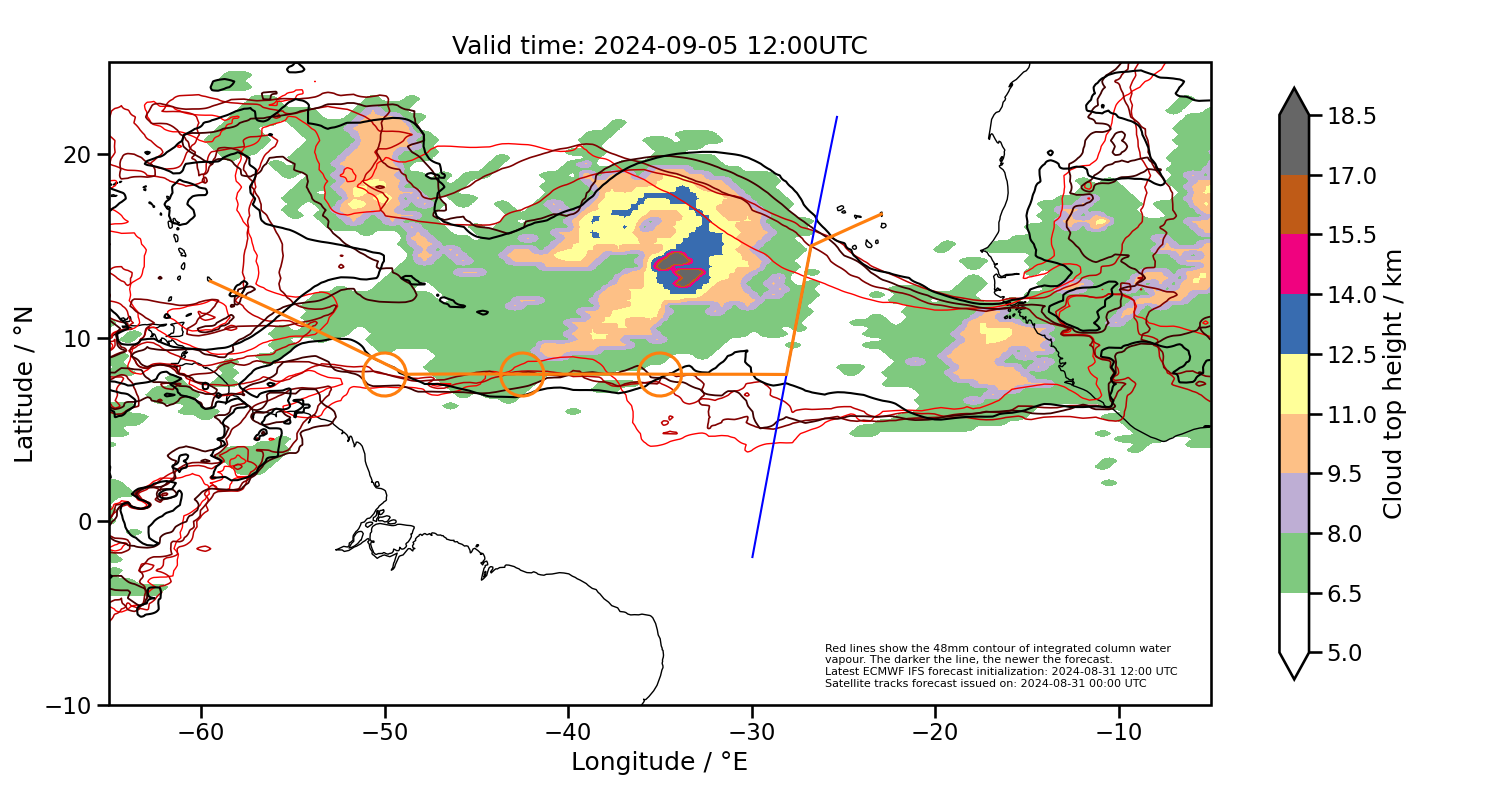 Valid time: 2024-09-05 12:00UTC
20
10
0
−10
Latitude / °N
−60
−50
−40
−30
−20
−10
Longitude / °E
Red lines show the 48mm contour of integrated column water
vapour. The darker the line, the newer the forecast.
Latest ECMWF IFS forecast initialization: 2024-08-31 12:00 UTC
Satellite tracks forecast issued on: 2024-08-31 00:00 UTC
18.5
17.0
15.5
14.0
12.5
11.0
9.5
8.0
6.5
5.0
Cloud top height / km